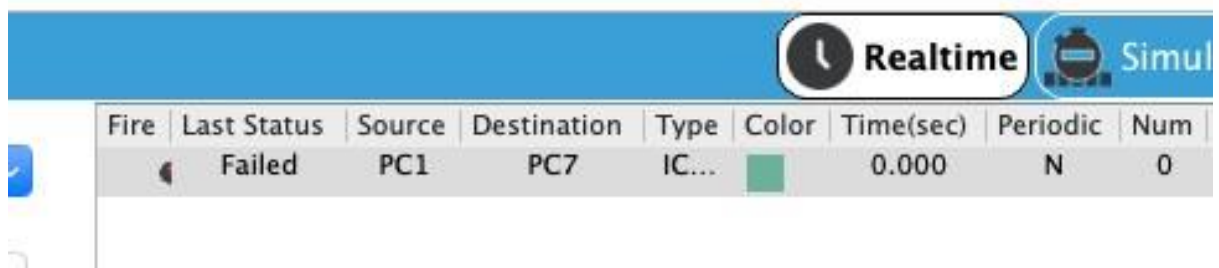 Realtime Simul
Fire Last Status Source Destination Type Color Time(sec) Periodic Num
Failed PC1 PC7 IC... 0.000 N 0